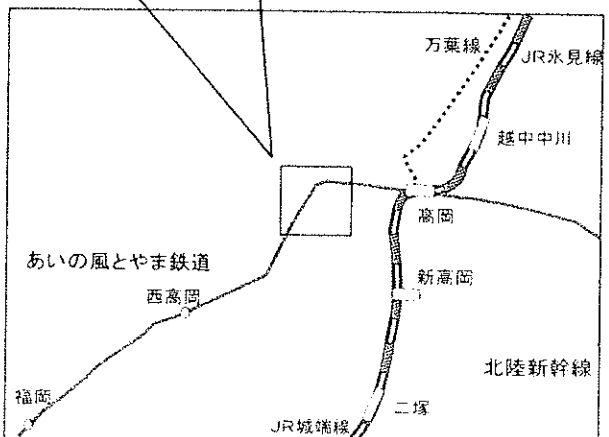 万葉線
JR氷見線
越中中川
高岡
あいの風とやま鉄道
新高岡
西高岡
北陸新幹線
福岡
二塚
JR城端線